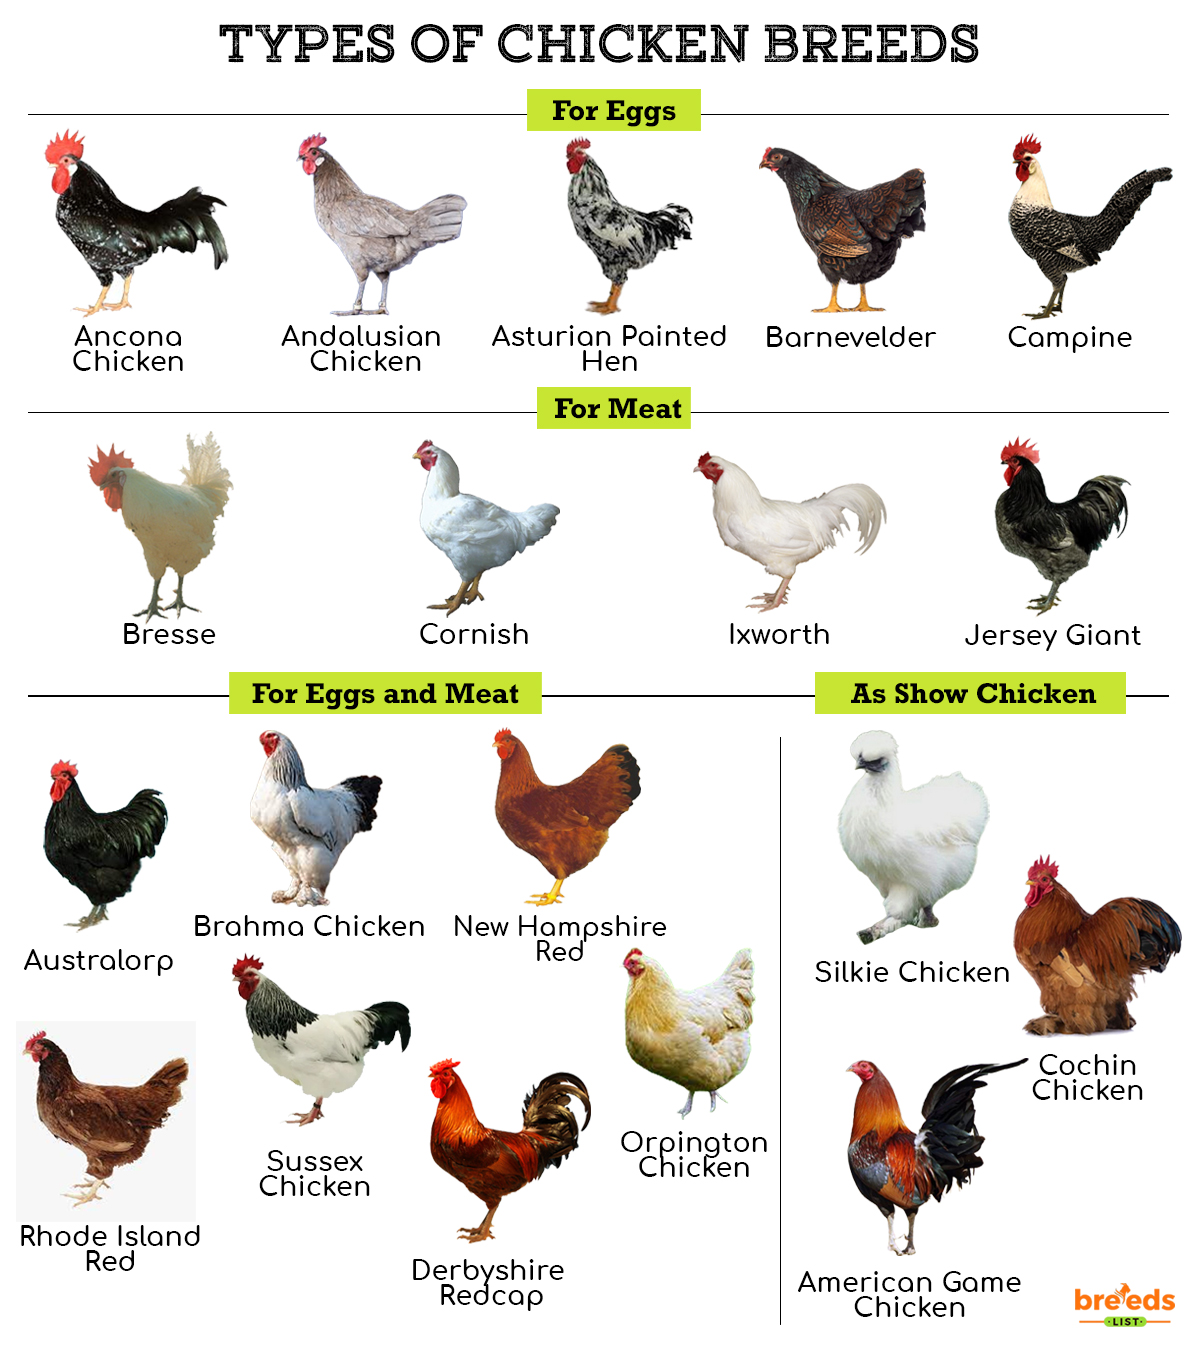 TYPES OF CHICKEN BREEDS
For Eggs
Ancona
Chicken
Andalusian
Chicken
Asturian Painted
Hen
Barnevelder
Campine
For Meat
Bresse
Cornish
Ixworth
Jersey Giant
For Eggs and Meat
Australorp
Brahma Chicken
New Hampshire
Red
Rhode Island
Red
Sussex
Chicken
Derbyshire
Redcap
Orpington
Chicken
As Show Chicken
Silkie Chicken
Cochin
Chicken
American Game
Chicken
breeds
LIST